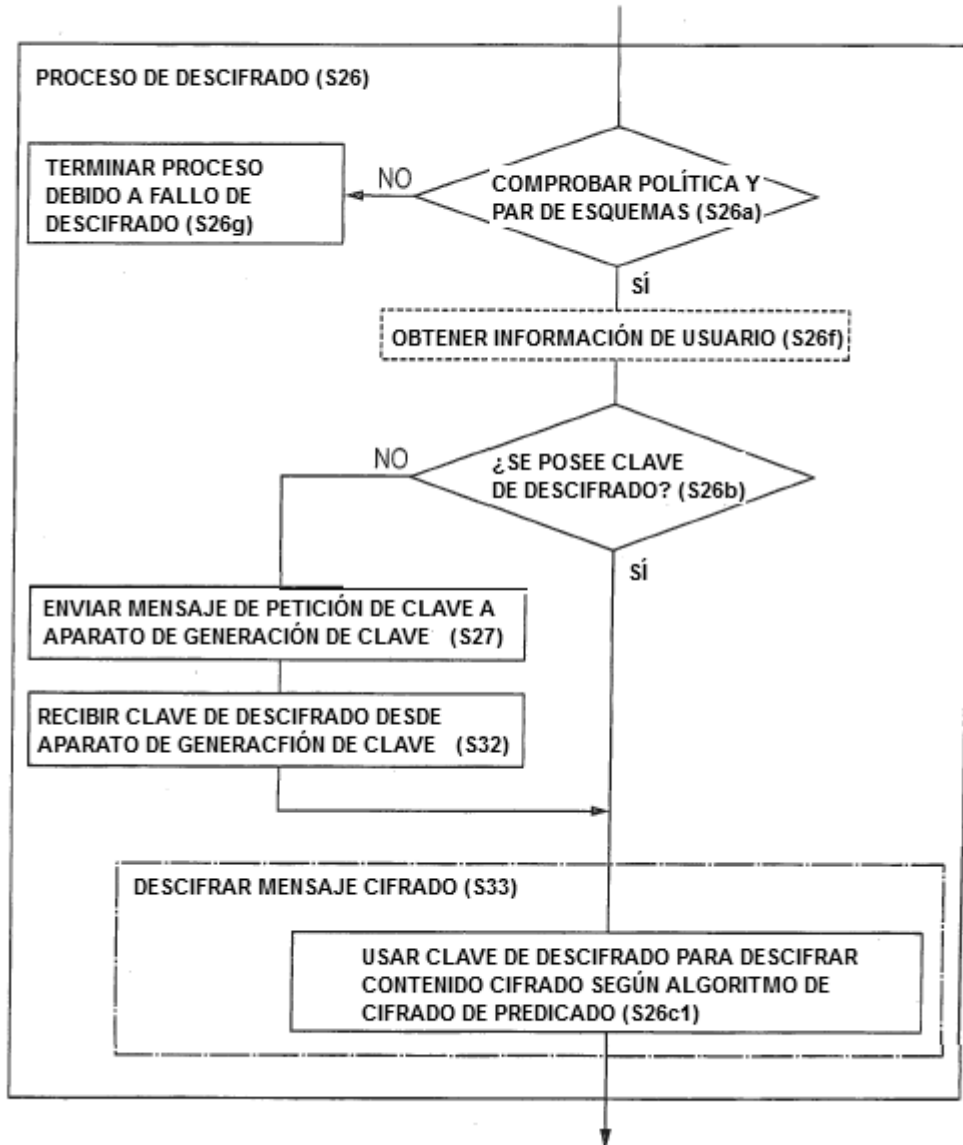 PROCESO DE DESCIFRADO (S26)
TERMINAR PROCESO
DEBIDO A FALLO DE
DESCIFRADO (S26g)
NO
COMPROBAR POLÍTICA Y
PAR DE ESQUEMAS (S26a)
SÍ
OBTENER INFORMACIÓN DE USUARIO (S26f)
NO
¿SE POSEE CLAVE
DE DESCIFRADO? (S26b)
SÍ
ENVIAR MENSAJE DE PETICIÓN DE CLAVE A
APARATO DE GENERACIÓN DE CLAVE (S27)
RECIBIR CLAVE DE DESCIFRADO DESDE
APARATO DE GENERACFIÓN DE CLAVE (S32)
DESCIFRAR MENSAJE CIFRADO (S33)
USAR CLAVE DE DESCIFRADO PARA DESCIFRAR
CONTENIDO CIFRADO SEGÚN ALGORITMO DE
CIFRADO DE PREDICADO (S26c1)